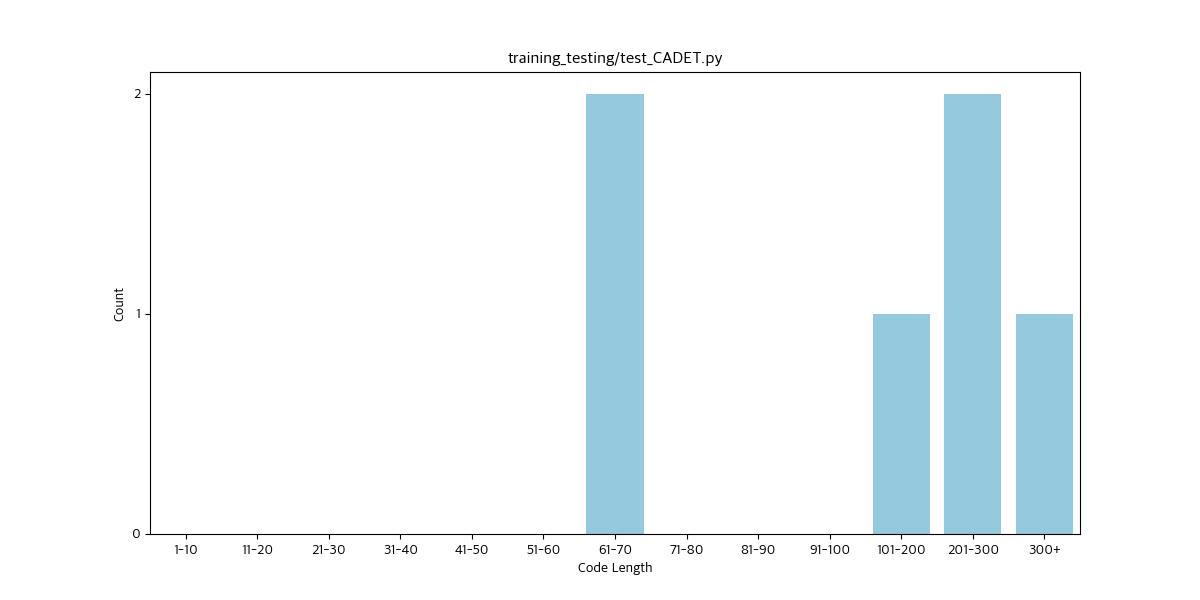 training_testing/test_CADET.py
Count
2
1
0
1-10 11-20 21-30 31-40 41-50 51-60 61-70 71-80 81-90 91-100 101-200 201-300 300+
Code Length